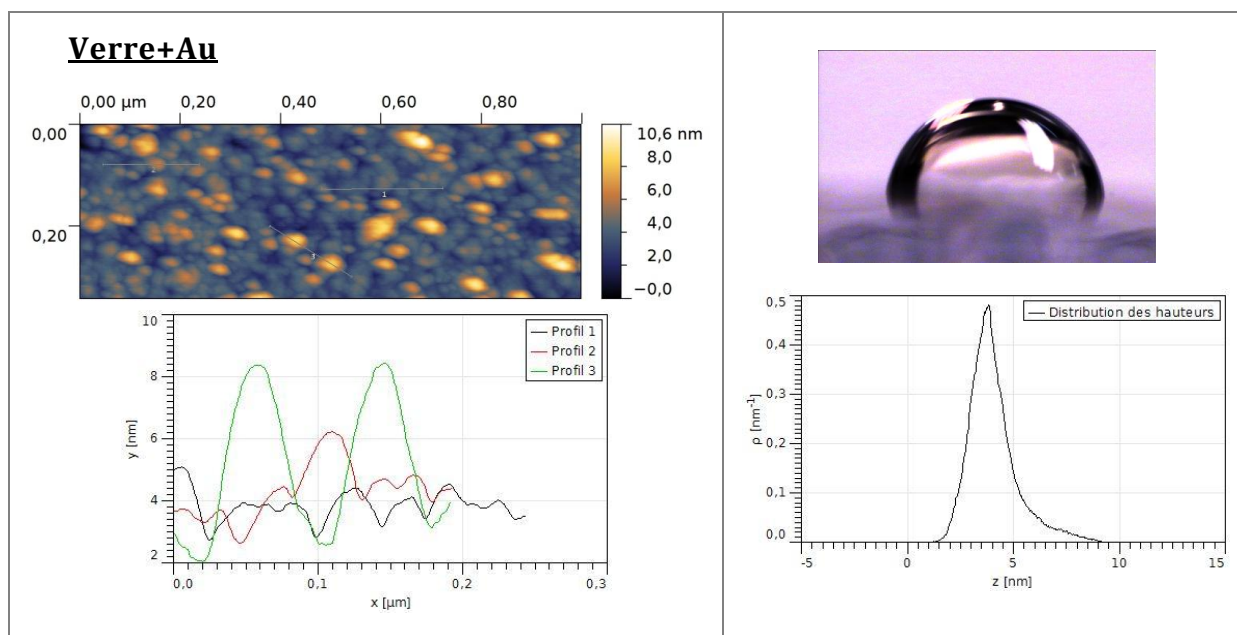 Verre+Au
0,00 µm 0,20 0,40 0,60 0,80
0,00
0,20
10,6 nm
8,0
6,0
4,0
2,0
−0,0
1
10
8
6
4
2
y [nm]
Profil 1
Profil 2
Profil 3
0,0 0,1 0,2 0,3
x [µm]
0,5
0,4
0,3
0,2
0,1
0,0
ρ [nm⁻¹]
Distribution des hauteurs
-5 0 5 10 15
z [nm]